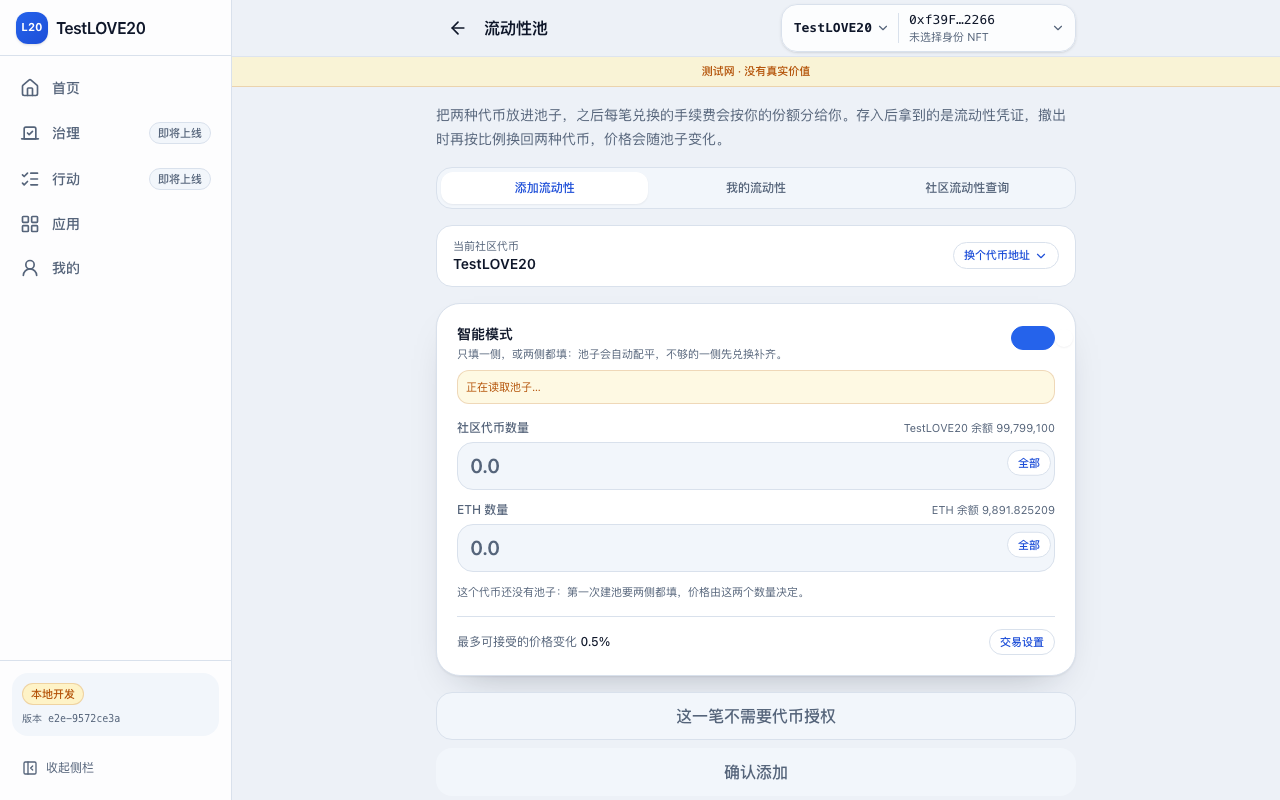 L20 TestLOVE20
首页
治理 即将上线
行动 即将上线
应用
我的
本地开发
版本 e2e-9572ce3a
收起侧栏
流动性池
TestLOVE20
0xf39F…2266
未选择身份 NFT
测试网 · 没有真实价值
把两种代币放进池子，之后每笔兑换的手续费会按你的份额分给你。存入后拿到的是流动性凭证，撤出
时再按比例换回两种代币，价格会随池子变化。
添加流动性 我的流动性 社区流动性查询
当前社区代币
TestLOVE20
换个代币地址
智能模式
只填一侧，或两侧都填：池子会自动配平，不够的一侧先兑换补齐。
正在读取池子…
社区代币数量 TestLOVE20 余额 99,799,100
0.0 全部
ETH 数量 ETH 余额 9,891.825209
0.0 全部
这个代币还没有池子：第一次建池要两侧都填，价格由这两个数量决定。
最多可接受的价格变化 0.5% 交易设置
这一笔不需要代币授权
确认添加